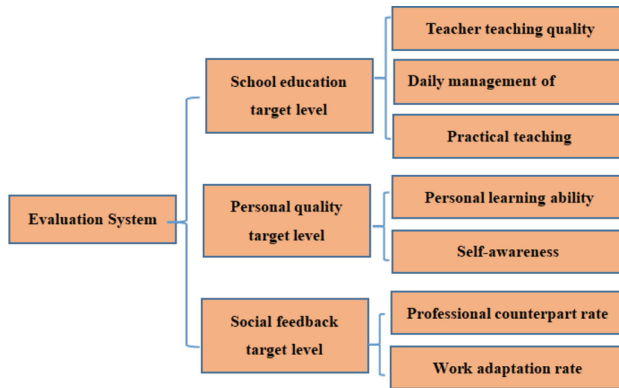 Teacher teaching quality
School education
target level
Daily management of
Practical teaching
Evaluation System
Personal quality
target level
Personal learning ability
Self-awareness
Social feedback
target level
Professional counterpart rate
Work adaptation rate